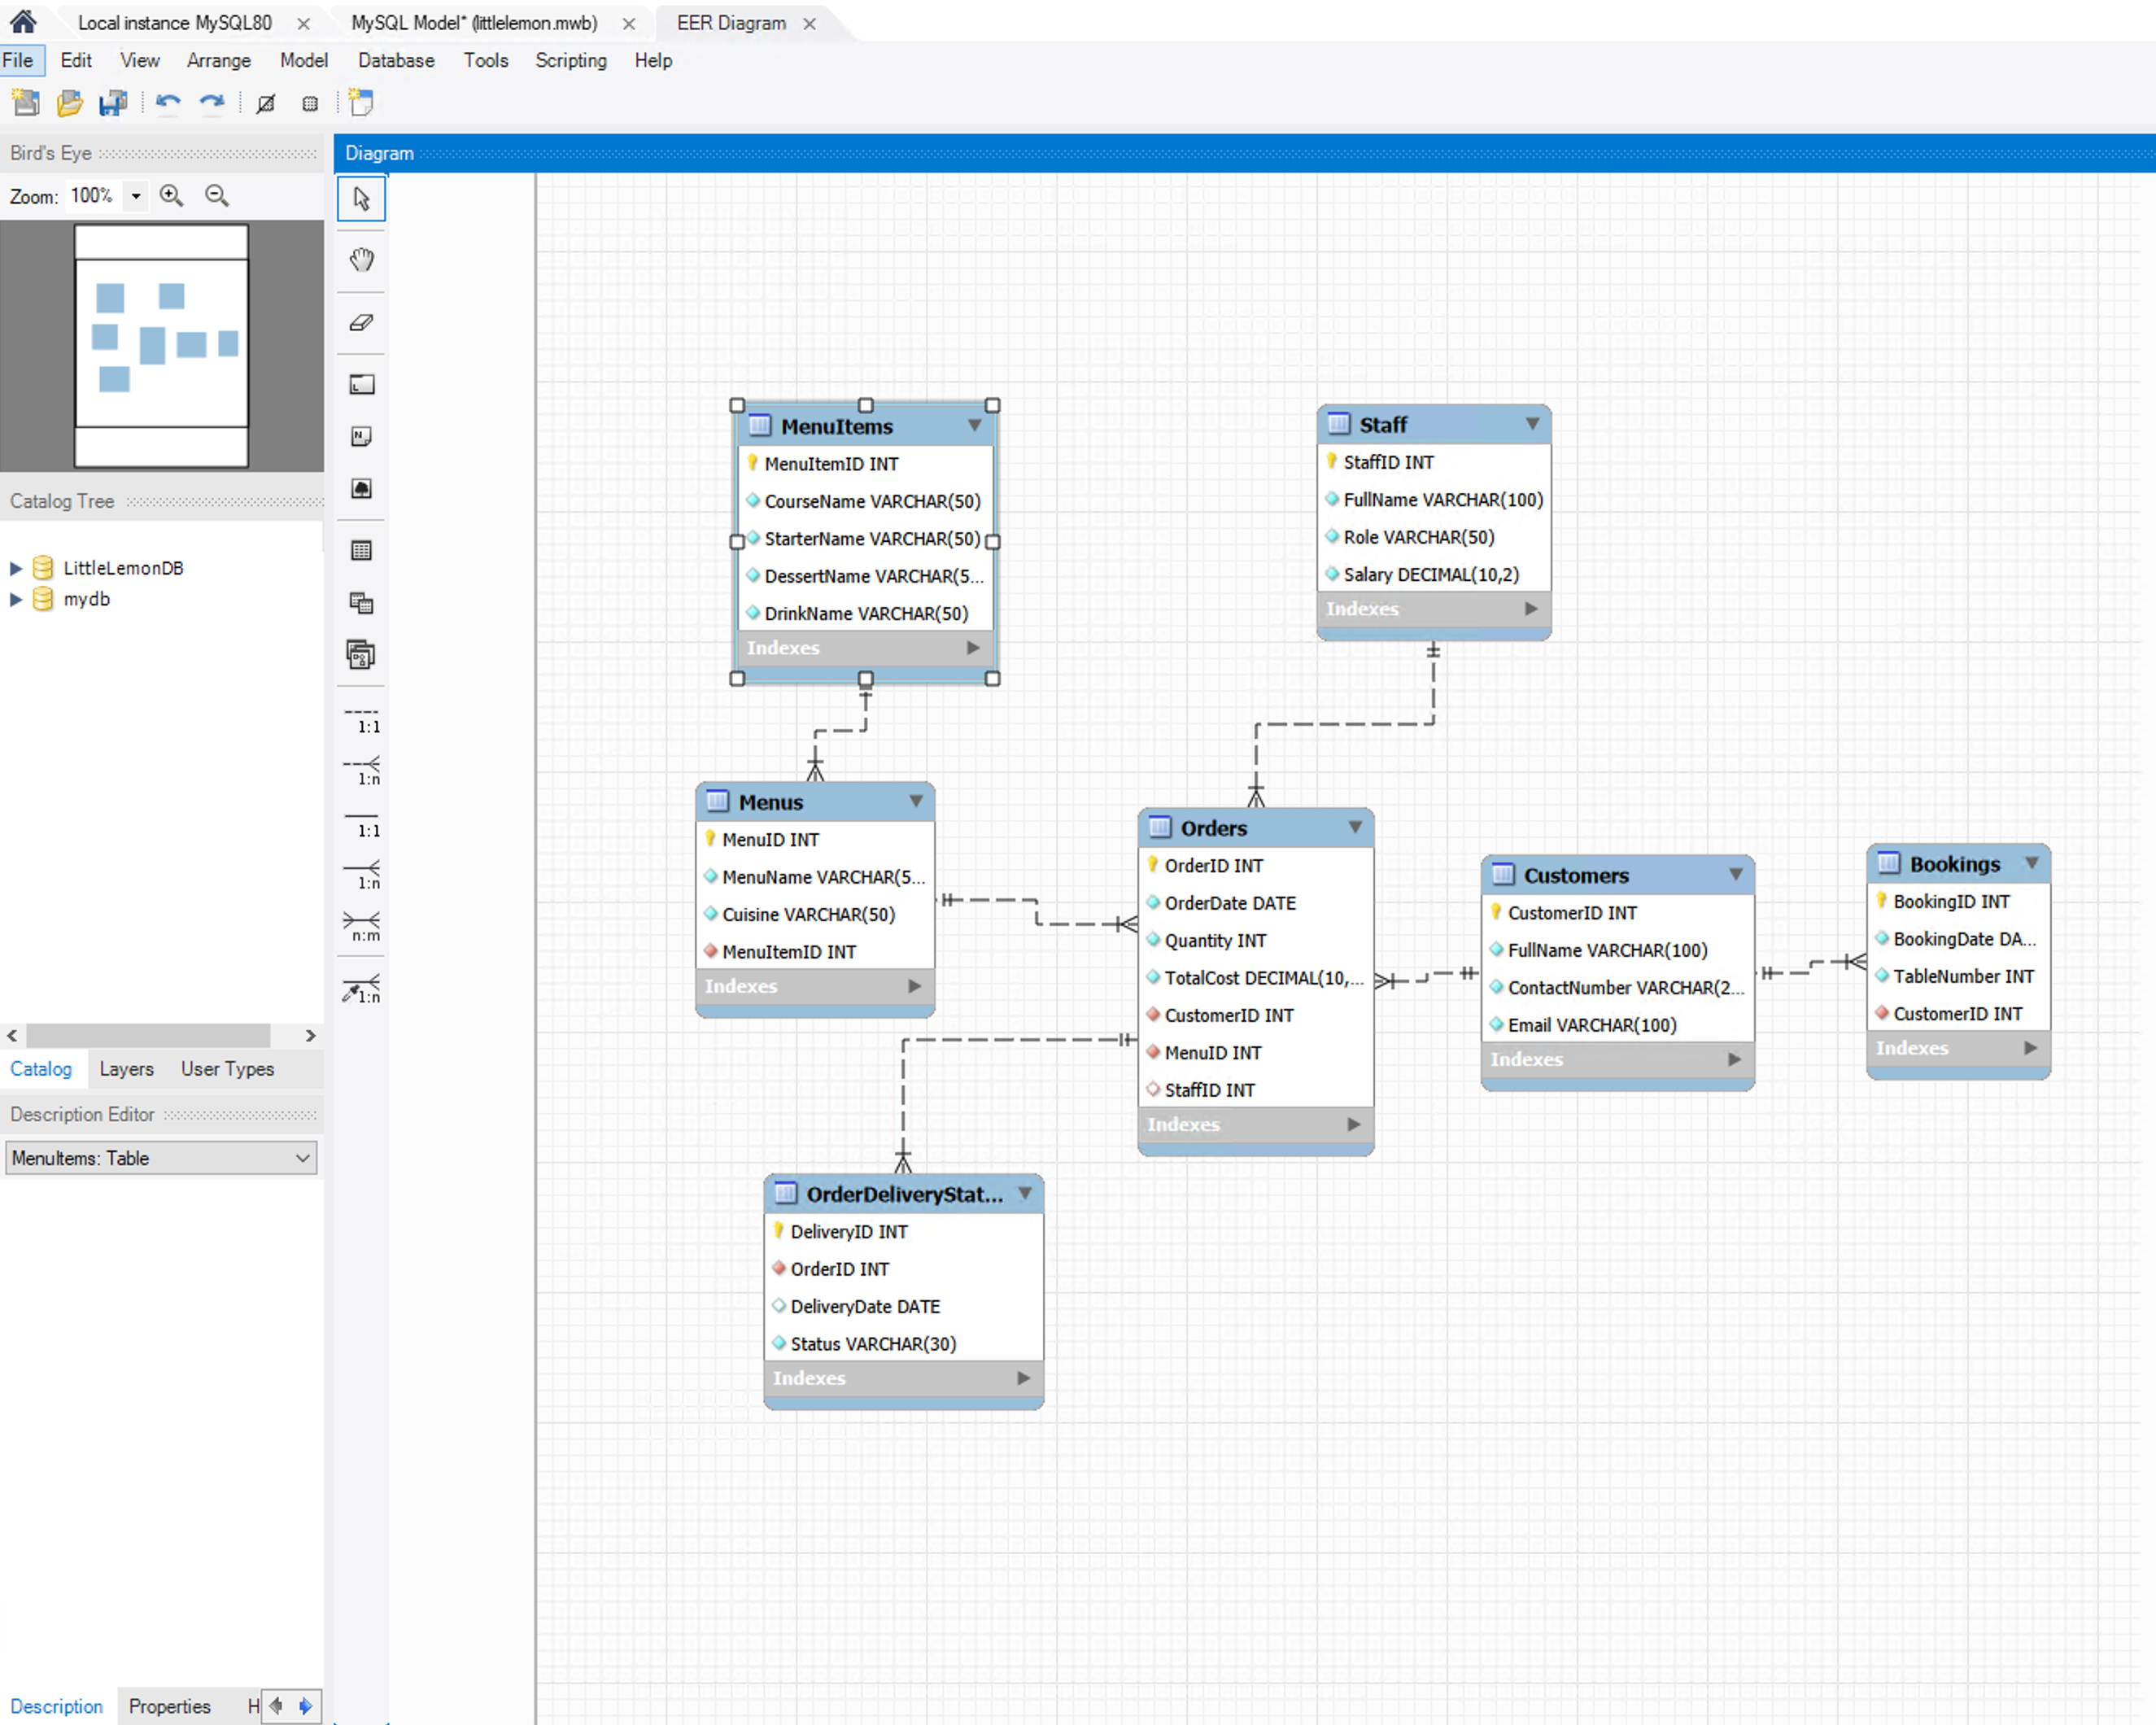 Local instance MySQL80
MySQL Model* (littlelemon.mwb)
EER Diagram
File Edit View Arrange Model Database Tools Scripting Help
Bird's Eye
Zoom: 100%
Catalog Tree
LittleLemonDB
mydb
Catalog Layers User Types
Description Editor
MenuItems: Table
Description Properties H
Diagram
1:1
1:n
1:1
1:n
n:m
1:n
MenuItems
MenuItemID INT
CourseName VARCHAR(50)
StarterName VARCHAR(50)
DessertName VARCHAR(5...
DrinkName VARCHAR(50)
Indexes
Staff
StaffID INT
FullName VARCHAR(100)
Role VARCHAR(50)
Salary DECIMAL(10,2)
Indexes
Menus
MenuID INT
MenuName VARCHAR(5...
Cuisine VARCHAR(50)
MenuItemID INT
Indexes
Orders
OrderID INT
OrderDate DATE
Quantity INT
TotalCost DECIMAL(10,...
CustomerID INT
MenuID INT
StaffID INT
Indexes
Customers
CustomerID INT
FullName VARCHAR(100)
ContactNumber VARCHAR(2...
Email VARCHAR(100)
Indexes
Bookings
BookingID INT
BookingDate DA...
TableNumber INT
CustomerID INT
Indexes
OrderDeliveryStat...
DeliveryID INT
OrderID INT
DeliveryDate DATE
Status VARCHAR(30)
Indexes